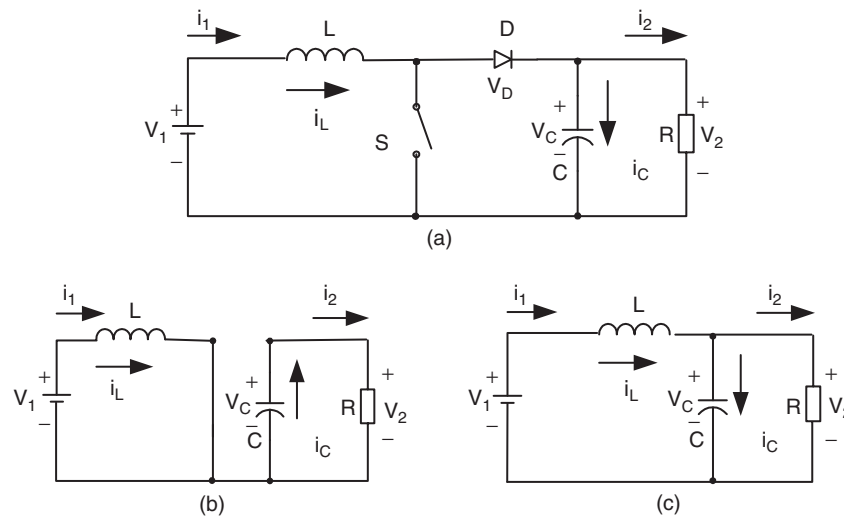 i1 L D i2
iL VD
V1 + − S + VC − C iC R + V2 −
(a)
i1 L i2
iL
V1 + − + VC − C iC R + V2 −
(b)
i1 L i2
iL
V1 + − + VC − C iC R + V2 −
(c)